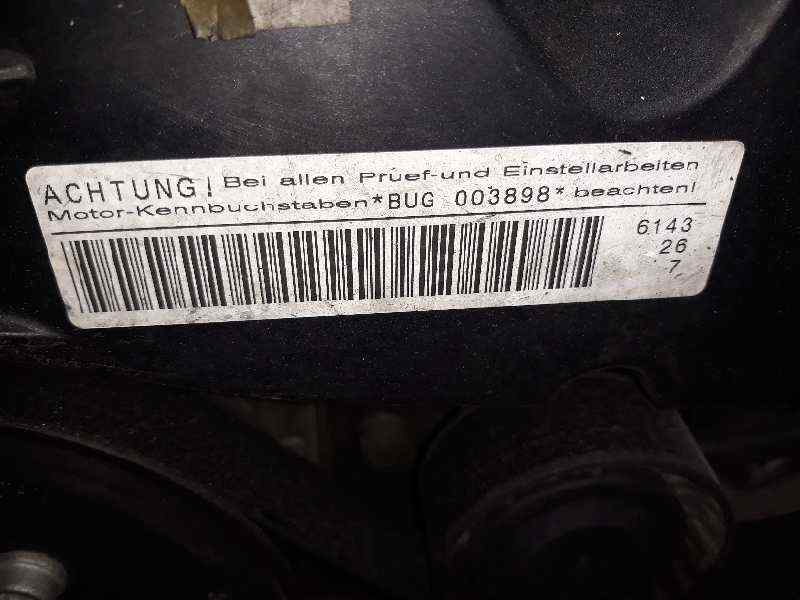 ACHTUNG! Bei allen Pruef-und Einstellarbeiten
Motor-Kennbuchstaben*BUG 003898* beachten!
6143
26
7